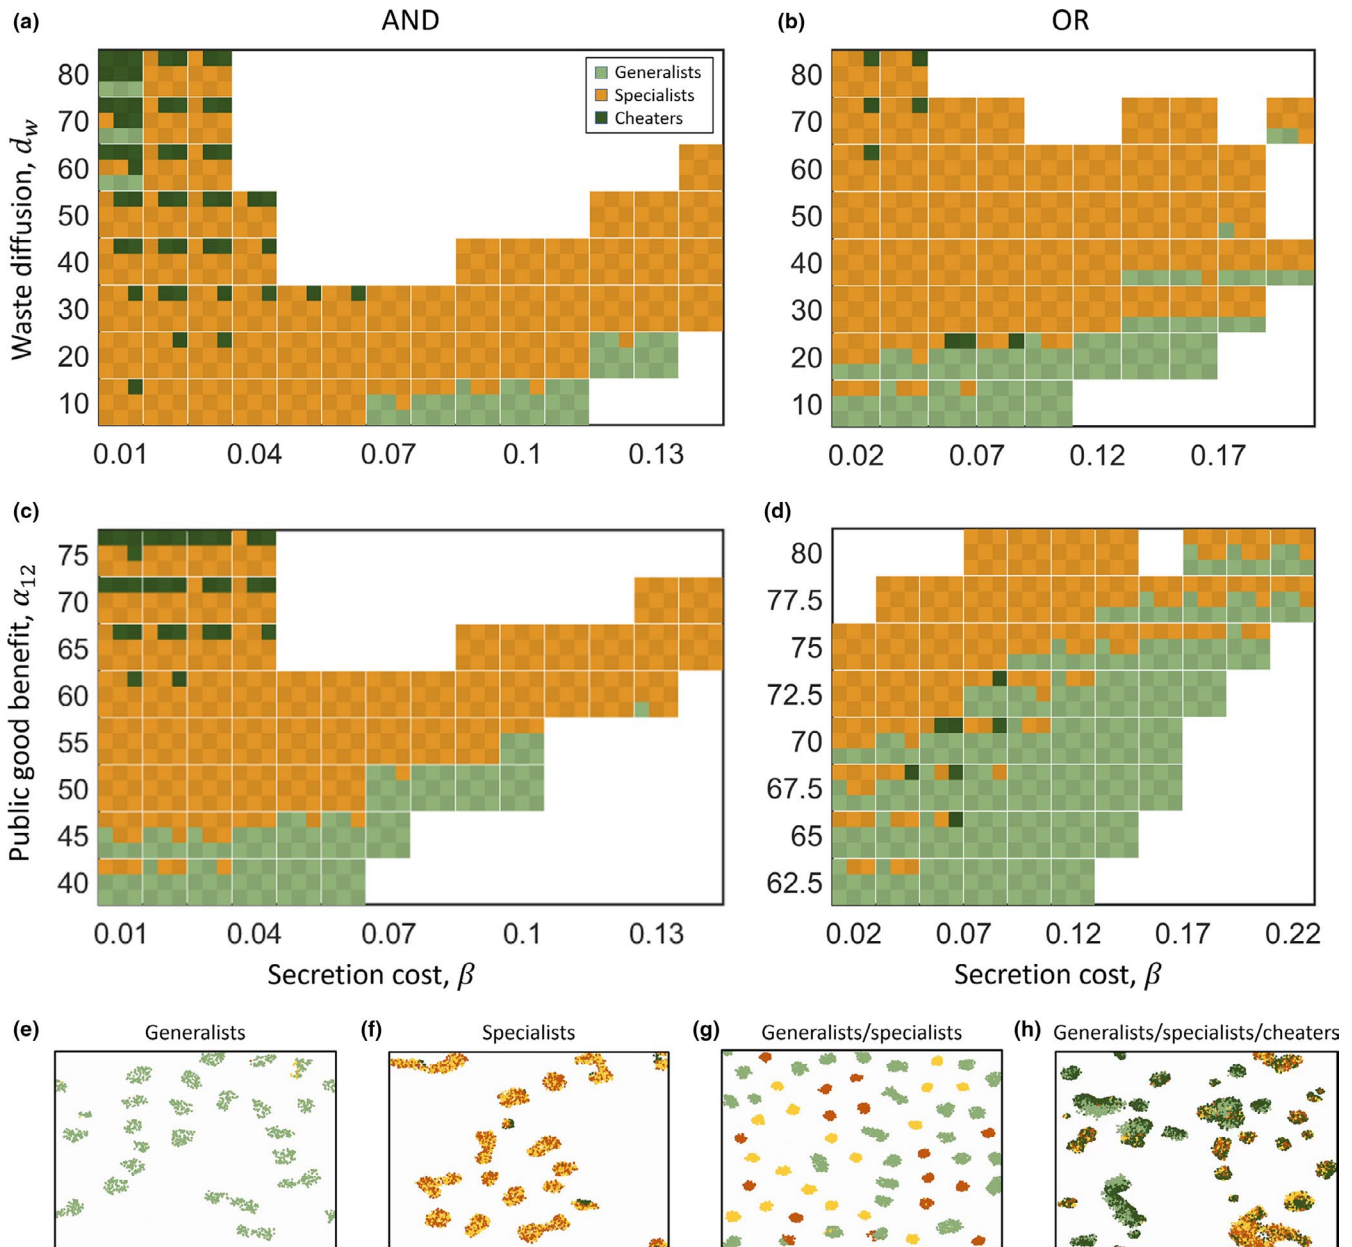 (a) AND
(b) OR
Waste diffusion, d_w
80
70
60
50
40
30
20
10
Generalists
Specialists
Cheaters
0.01 0.04 0.07 0.1 0.13
80
70
60
50
40
30
20
10
0.02 0.07 0.12 0.17
(c)
Public good benefit, α₁₂
75
70
65
60
55
50
45
40
0.01 0.04 0.07 0.1 0.13
Secretion cost, β
(d)
80
77.5
75
72.5
70
67.5
65
62.5
0.02 0.07 0.12 0.17 0.22
Secretion cost, β
(e) Generalists
(f) Specialists
(g) Generalists/specialists
(h) Generalists/specialists/cheaters